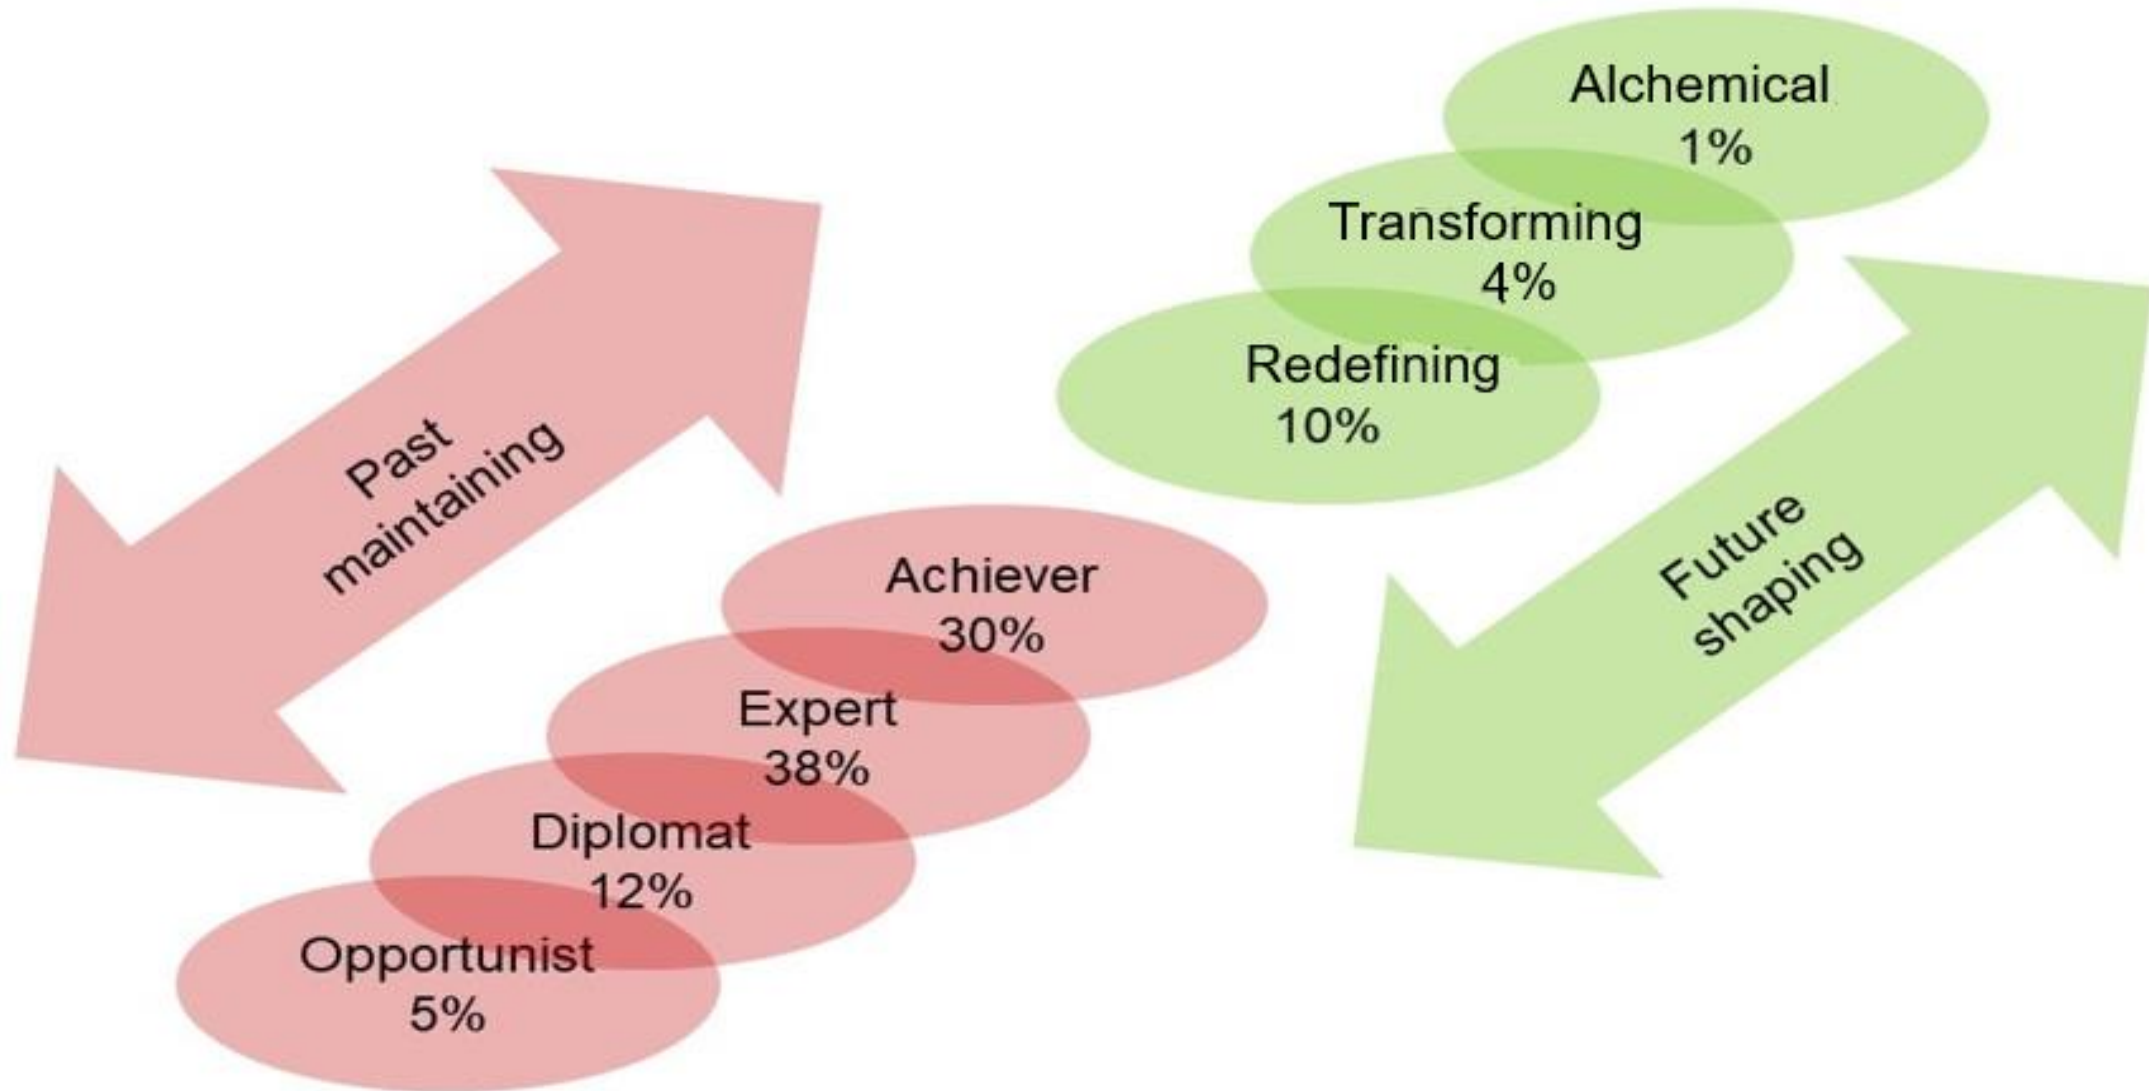 Alchemical
1%
Transforming
4%
Redefining
10%
Past
maintaining
Future
shaping
Achiever
30%
Expert
38%
Diplomat
12%
Opportunist
5%